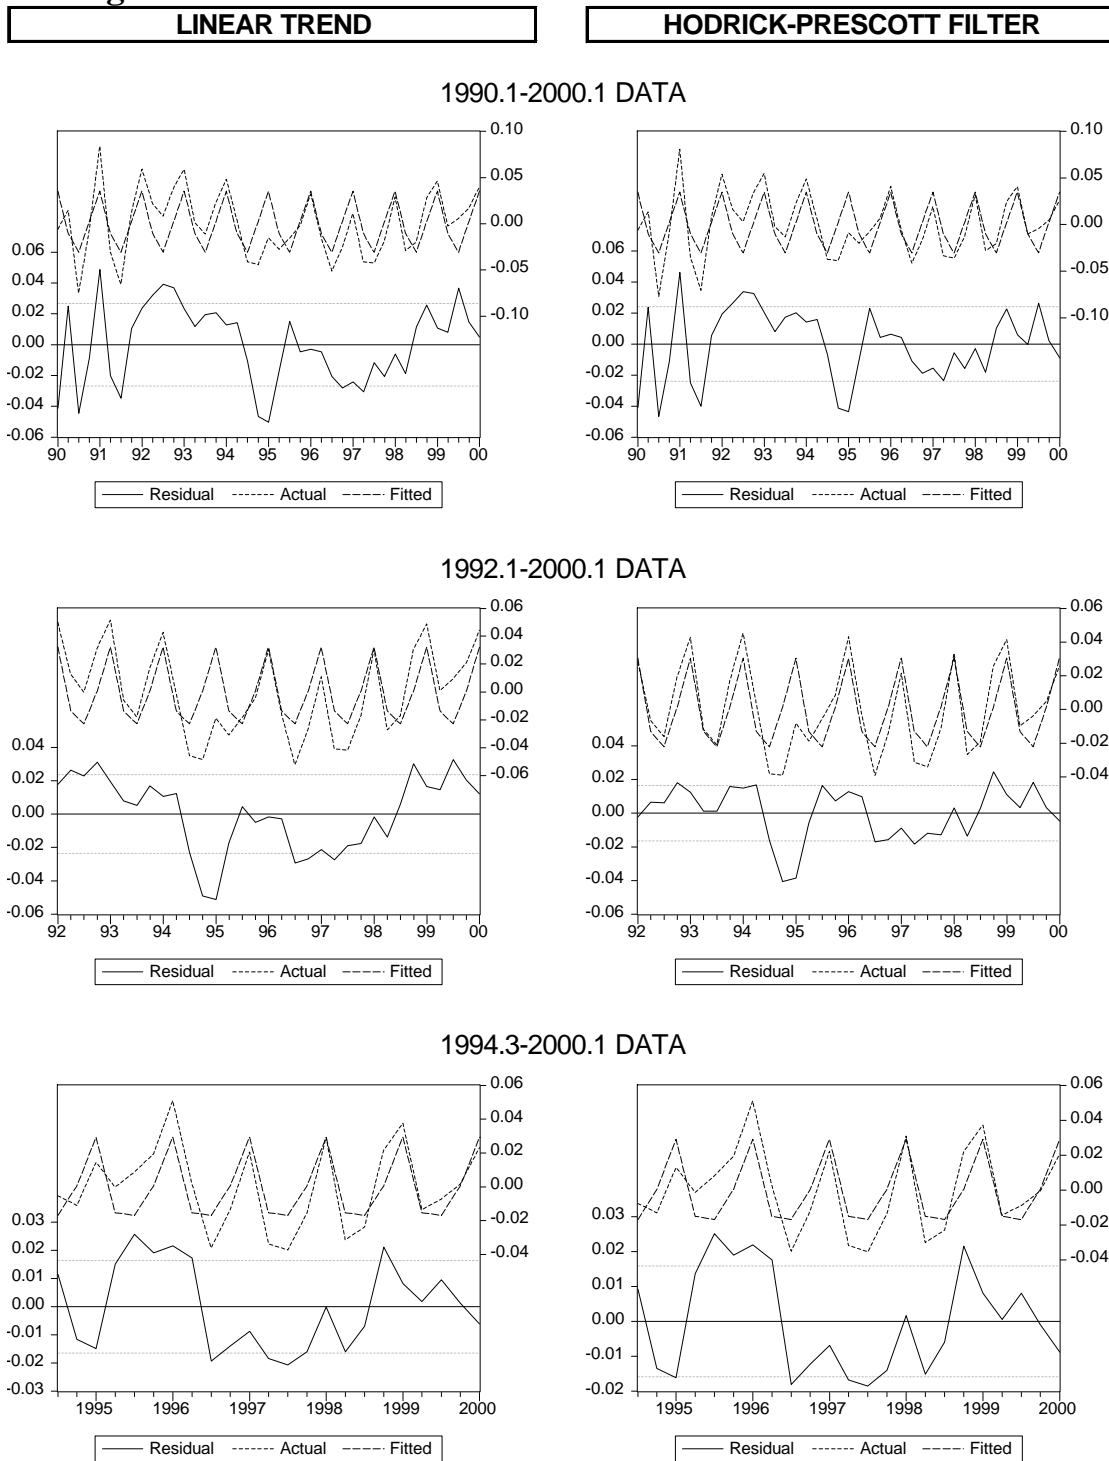 LINEAR TREND HODRICK-PRESCOTT FILTER
1990.1-2000.1 DATA
0.10 0.10
0.05 0.05
0.00 0.00
0.06 0.06
-0.05 -0.05
0.04 0.04
0.02 0.02
-0.10 -0.10
0.00 0.00
-0.02 -0.02
-0.04 -0.04
-0.06 -0.06
90 91 92 93 94 95 96 97 98 99 00 90 91 92 93 94 95 96 97 98 99 00
Residual Actual Fitted Residual Actual Fitted
1992.1-2000.1 DATA
0.06 0.06
0.04 0.04
0.02 0.02
0.00 0.00
-0.02 -0.02
0.04 -0.04 0.04
-0.06 -0.04
0.02 0.02
0.00 0.00
-0.02 -0.02
-0.04 -0.04
-0.06 -0.06
92 93 94 95 96 97 98 99 00 92 93 94 95 96 97 98 99 00
Residual Actual Fitted Residual Actual Fitted
1994.3-2000.1 DATA
0.06 0.06
0.04 0.04
0.02 0.02
0.00 0.00
0.03 -0.02 0.03 -0.02
0.02 -0.04 0.02 -0.04
0.01 0.01
0.00 0.00
-0.01 -0.01
-0.02
-0.03 -0.02
1995 1996 1997 1998 1999 2000 1995 1996 1997 1998 1999 2000
Residual Actual Fitted Residual Actual Fitted